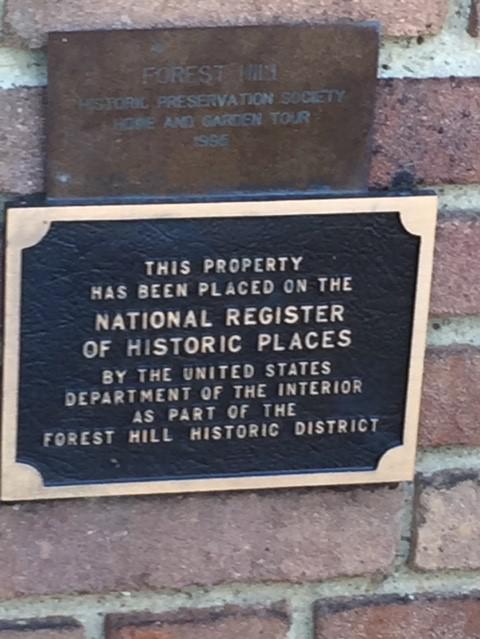 FOREST HILL
HISTORIC PRESERVATION SOCIETY
HOME AND GARDEN TOUR
THIS PROPERTY
HAS BEEN PLACED ON THE
NATIONAL REGISTER
OF HISTORIC PLACES
BY THE UNITED STATES
DEPARTMENT OF THE INTERIOR
AS PART OF THE
FOREST HILL HISTORIC DISTRICT